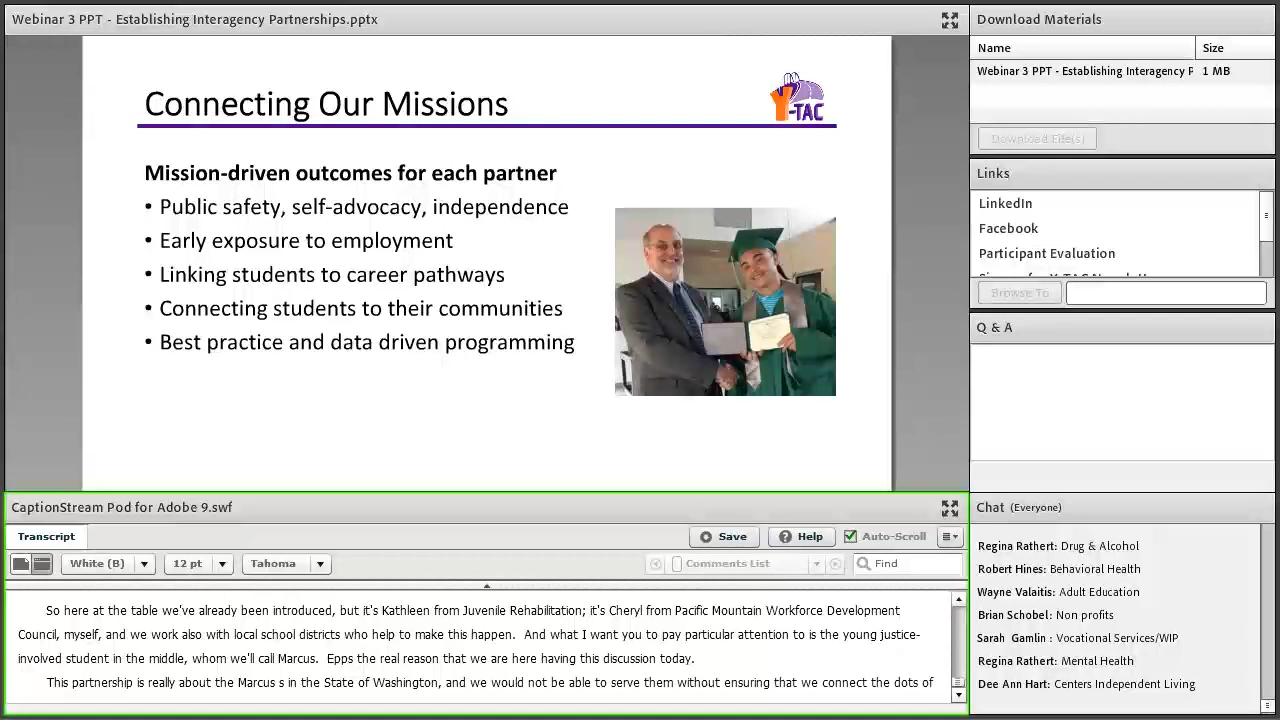 Webinar 3 PPT - Establishing Interagency Partnerships.pptx
Connecting Our Missions
Y-TAC
Mission-driven outcomes for each partner
• Public safety, self-advocacy, independence
• Early exposure to employment
• Linking students to career pathways
• Connecting students to their communities
• Best practice and data driven programming
CaptionStream Pod for Adobe 9.swf
Transcript
Save
Help
Auto-Scroll
White (B)
12 pt
Tahoma
Comments List
Find
So here at the table we've already been introduced, but it's Kathleen from Juvenile Rehabilitation; it's Cheryl from Pacific Mountain Workforce Development
Council, myself, and we work also with local school districts who help to make this happen. And what I want you to pay particular attention to is the young justice-
involved student in the middle, whom we'll call Marcus. Epps the real reason that we are here having this discussion today.
This partnership is really about the Marcus s in the State of Washington, and we would not be able to serve them without ensuring that we connect the dots of
Download Materials
Name Size
Webinar 3 PPT - Establishing Interagency P 1 MB
Download File(s)
Links
LinkedIn
Facebook
Participant Evaluation
Browse To
Q & A
Chat (Everyone)
Regina Rathert: Drug & Alcohol
Robert Hines: Behavioral Health
Wayne Valaitis: Adult Education
Brian Schobel: Non profits
Sarah Gamlin : Vocational Services/WIP
Regina Rathert: Mental Health
Dee Ann Hart: Centers Independent Living